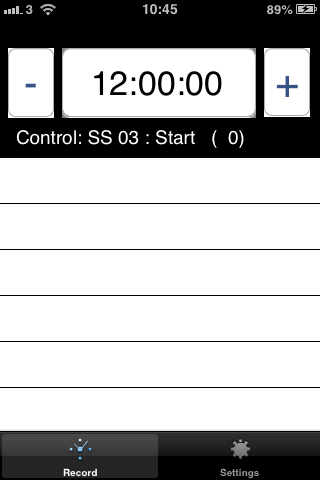 3 10:45 89%
- 12:00:00 +
Control: SS 03 : Start ( 0)
Record Settings